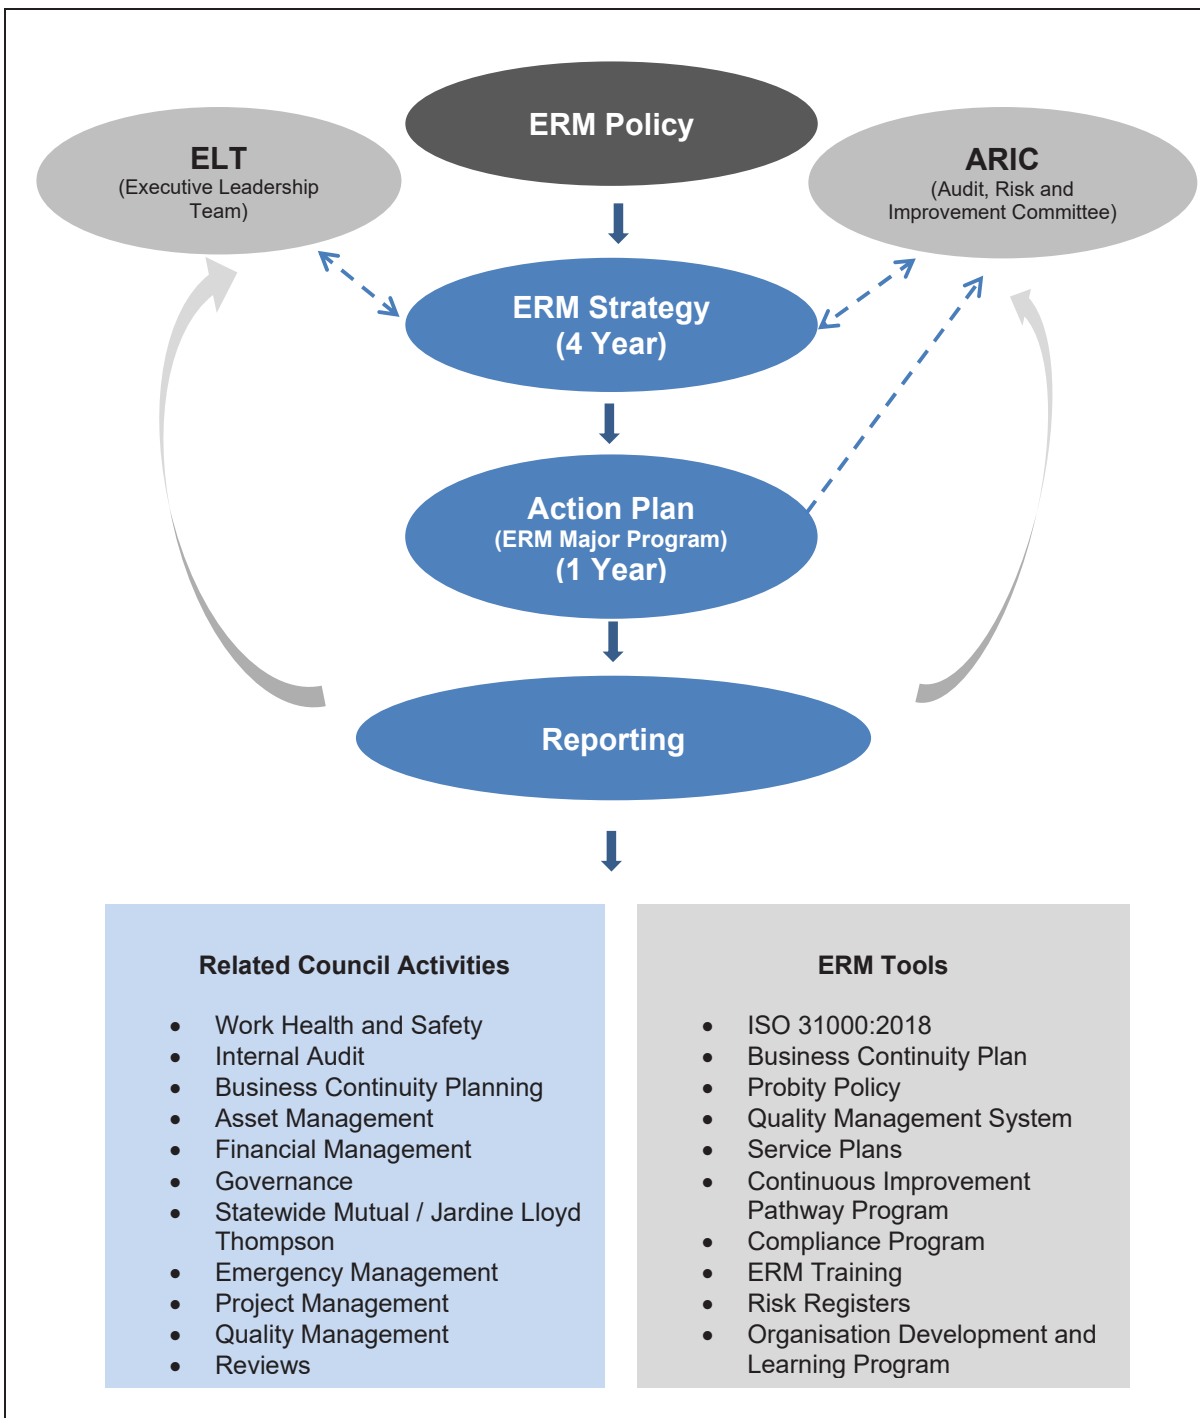 ERM Policy
ELT
(Executive Leadership
Team)
ARIC
(Audit, Risk and
Improvement Committee)
ERM Strategy
(4 Year)
Action Plan
(ERM Major Program)
(1 Year)
Reporting
Related Council Activities
• Work Health and Safety
• Internal Audit
• Business Continuity Planning
• Asset Management
• Financial Management
• Governance
• Statewide Mutual / Jardine Lloyd
Thompson
• Emergency Management
• Project Management
• Quality Management
• Reviews
ERM Tools
• ISO 31000:2018
• Business Continuity Plan
• Probity Policy
• Quality Management System
• Service Plans
• Continuous Improvement
Pathway Program
• Compliance Program
• ERM Training
• Risk Registers
• Organisation Development and
Learning Program